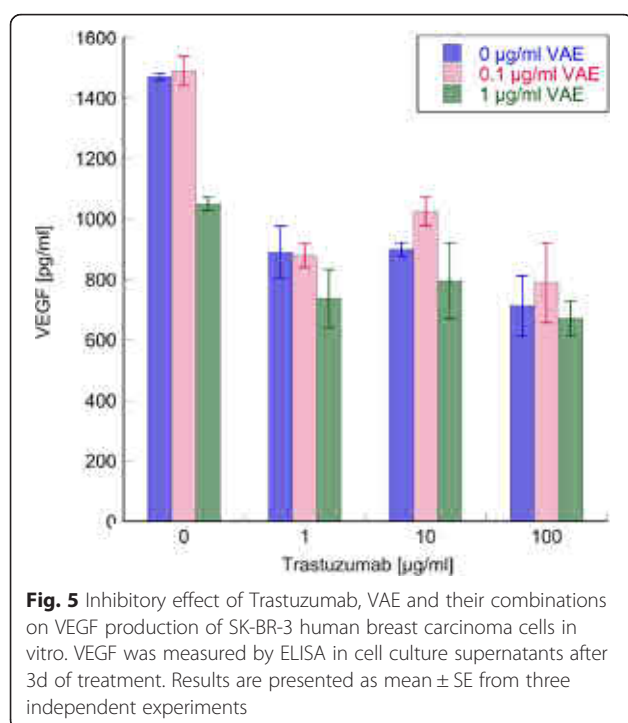 1600
1400
1200
1000
800
600
400
200
0
VEGF [pg/ml]
0 µg/ml VAE
0.1 µg/ml VAE
1 µg/ml VAE
0 1 10 100
Trastuzumab [µg/ml]
Fig. 5 Inhibitory effect of Trastuzumab, VAE and their combinations
on VEGF production of SK-BR-3 human breast carcinoma cells in
vitro. VEGF was measured by ELISA in cell culture supernatants after
3d of treatment. Results are presented as mean ± SE from three
independent experiments